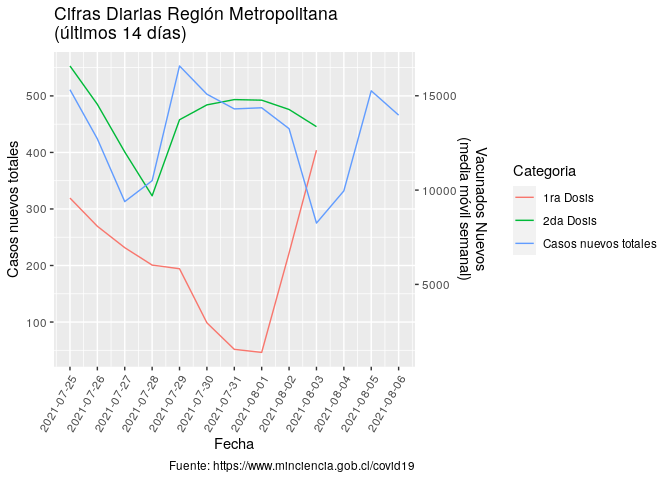 Cifras Diarias Región Metropolitana
(últimos 14 días)
Casos nuevos totales
500
400
300
200
100
15000
10000
5000
Vacunados Nuevos
(media móvil semanal)
2021-07-25
2021-07-26
2021-07-27
2021-07-28
2021-07-29
2021-07-30
2021-07-31
2021-08-01
2021-08-02
2021-08-03
2021-08-04
2021-08-05
2021-08-06
Fecha
Categoria
1ra Dosis
2da Dosis
Casos nuevos totales
Fuente: https://www.minciencia.gob.cl/covid19